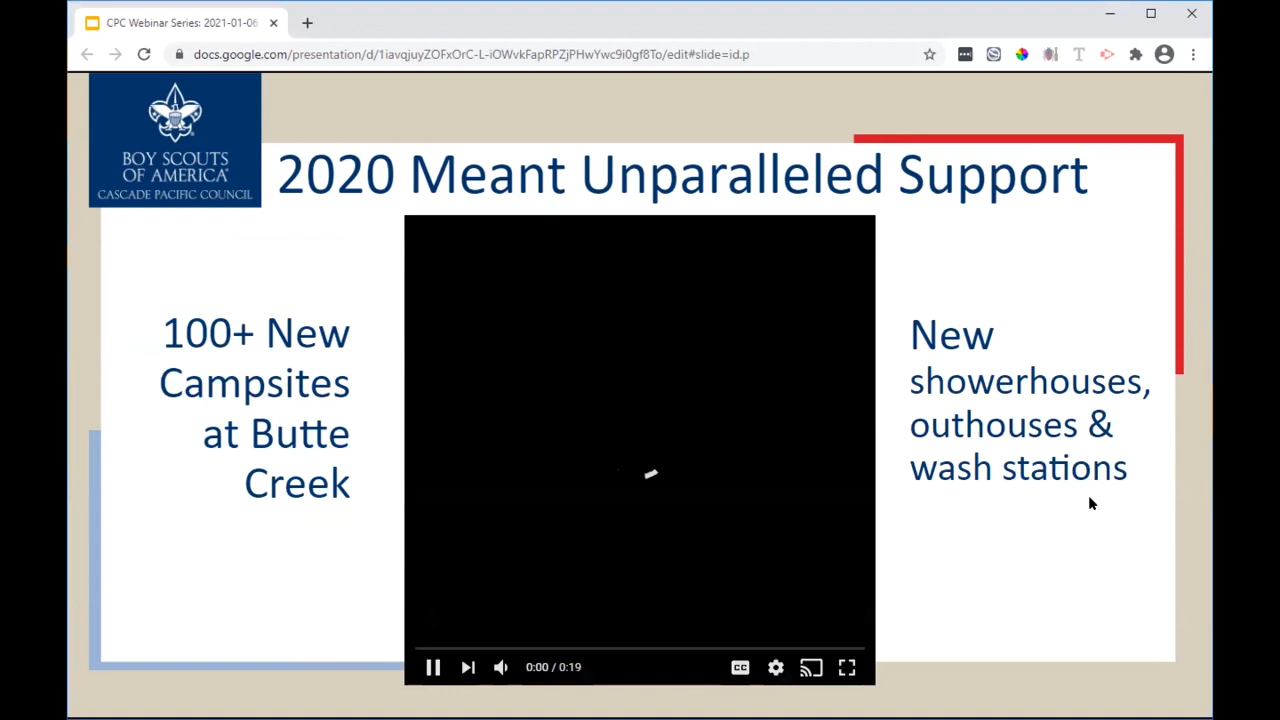 CPC Webinar Series: 2021-01-06
docs.google.com/presentation/d/1iavqjuyZOFxOrC-L-iOWvkFapRPZjPHwYwc9i0gf8To/edit#slide=id.p
BOY SCOUTS
OF AMERICA®
CASCADE PACIFIC COUNCIL
2020 Meant Unparalleled Support
100+ New
Campsites
at Butte
Creek
New
showerhouses,
outhouses &
wash stations
0:00 / 0:19
CC